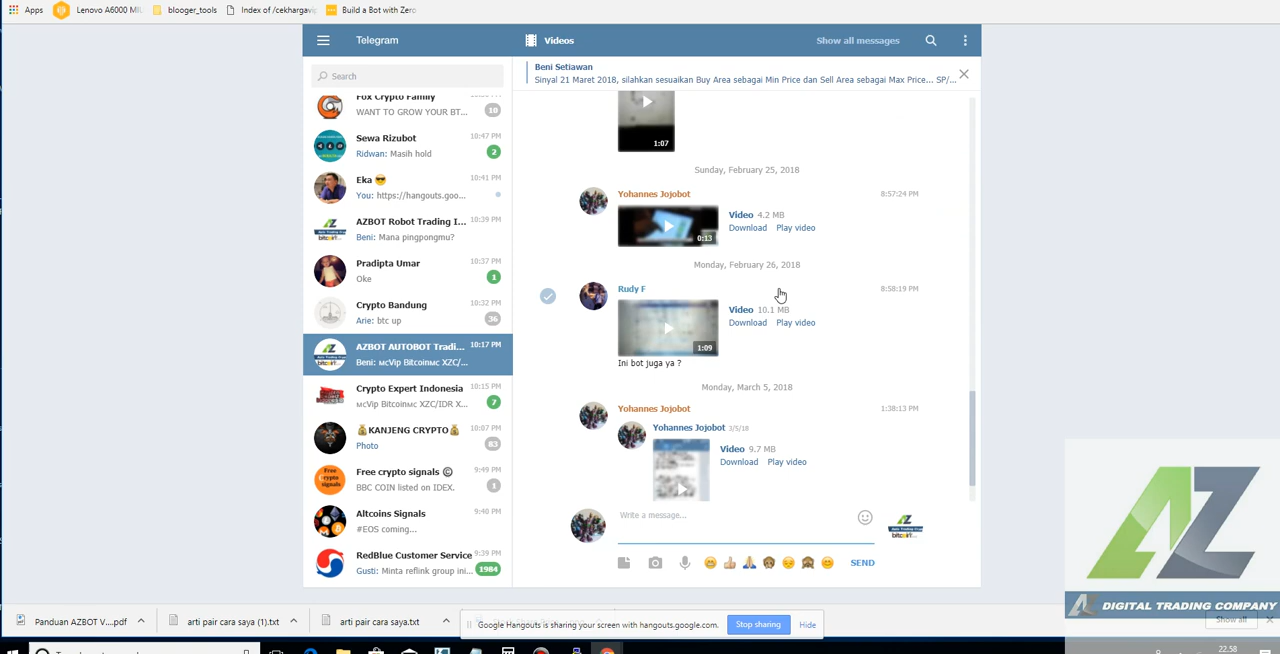 Apps
Lenovo A6000 MI
blooger_tools
Index of /cekhargavi
Build a Bot with Zero
Telegram
Videos
Show all messages
Search
Beni Setiawan
Sinyal 21 Maret 2018, silahkan sesuaikan Buy Area sebagai Min Price dan Sell Area sebagai Max Price... SP/...
Fox Crypto Family
WANT TO GROW YOUR BT...
10
Sewa Rizubot
10:47 PM
Ridwan: Masih hold
2
Eka 😎
10:41 PM
You: https://hangouts.goo...
AZBOT Robot Trading I...
10:39 PM
Beni: Mana pingpongmu?
Pradipta Umar
10:37 PM
Oke
1
Crypto Bandung
10:32 PM
Arie: btc up
36
AZBOT AUTOBOT Tradi...
10:17 PM
Beni: мcVip Bitcoinмc XZC/...
Crypto Expert Indonesia
10:15 PM
мcVip Bitcoinмc XZC/IDR X...
7
💰KANJENG CRYPTO💰
10:07 PM
Photo
83
Free crypto signals ©
9:49 PM
BBC COIN listed on IDEX.
1
Altcoins Signals
9:40 PM
#EOS coming...
RedBlue Customer Service
9:39 PM
Gusti: Minta reflink group ini...
1984
1:07
Sunday, February 25, 2018
Yohannes Jojobot
8:57:24 PM
Video 4.2 MB
Download Play video
0:13
Monday, February 26, 2018
Rudy F
8:58:19 PM
Video 10.1 MB
Download Play video
1:09
Ini bot juga ya ?
Monday, March 5, 2018
Yohannes Jojobot
1:38:13 PM
Yohannes Jojobot 3/5/18
Video 9.7 MB
Download Play video
Write a message...
SEND
AZ
DIGITAL TRADING COMPANY
Panduan AZBOT V....pdf
arti pair cara saya (1).txt
arti pair cara saya.txt
Google Hangouts is sharing your screen with hangouts.google.com.
Stop sharing
Hide
Show all
22.58